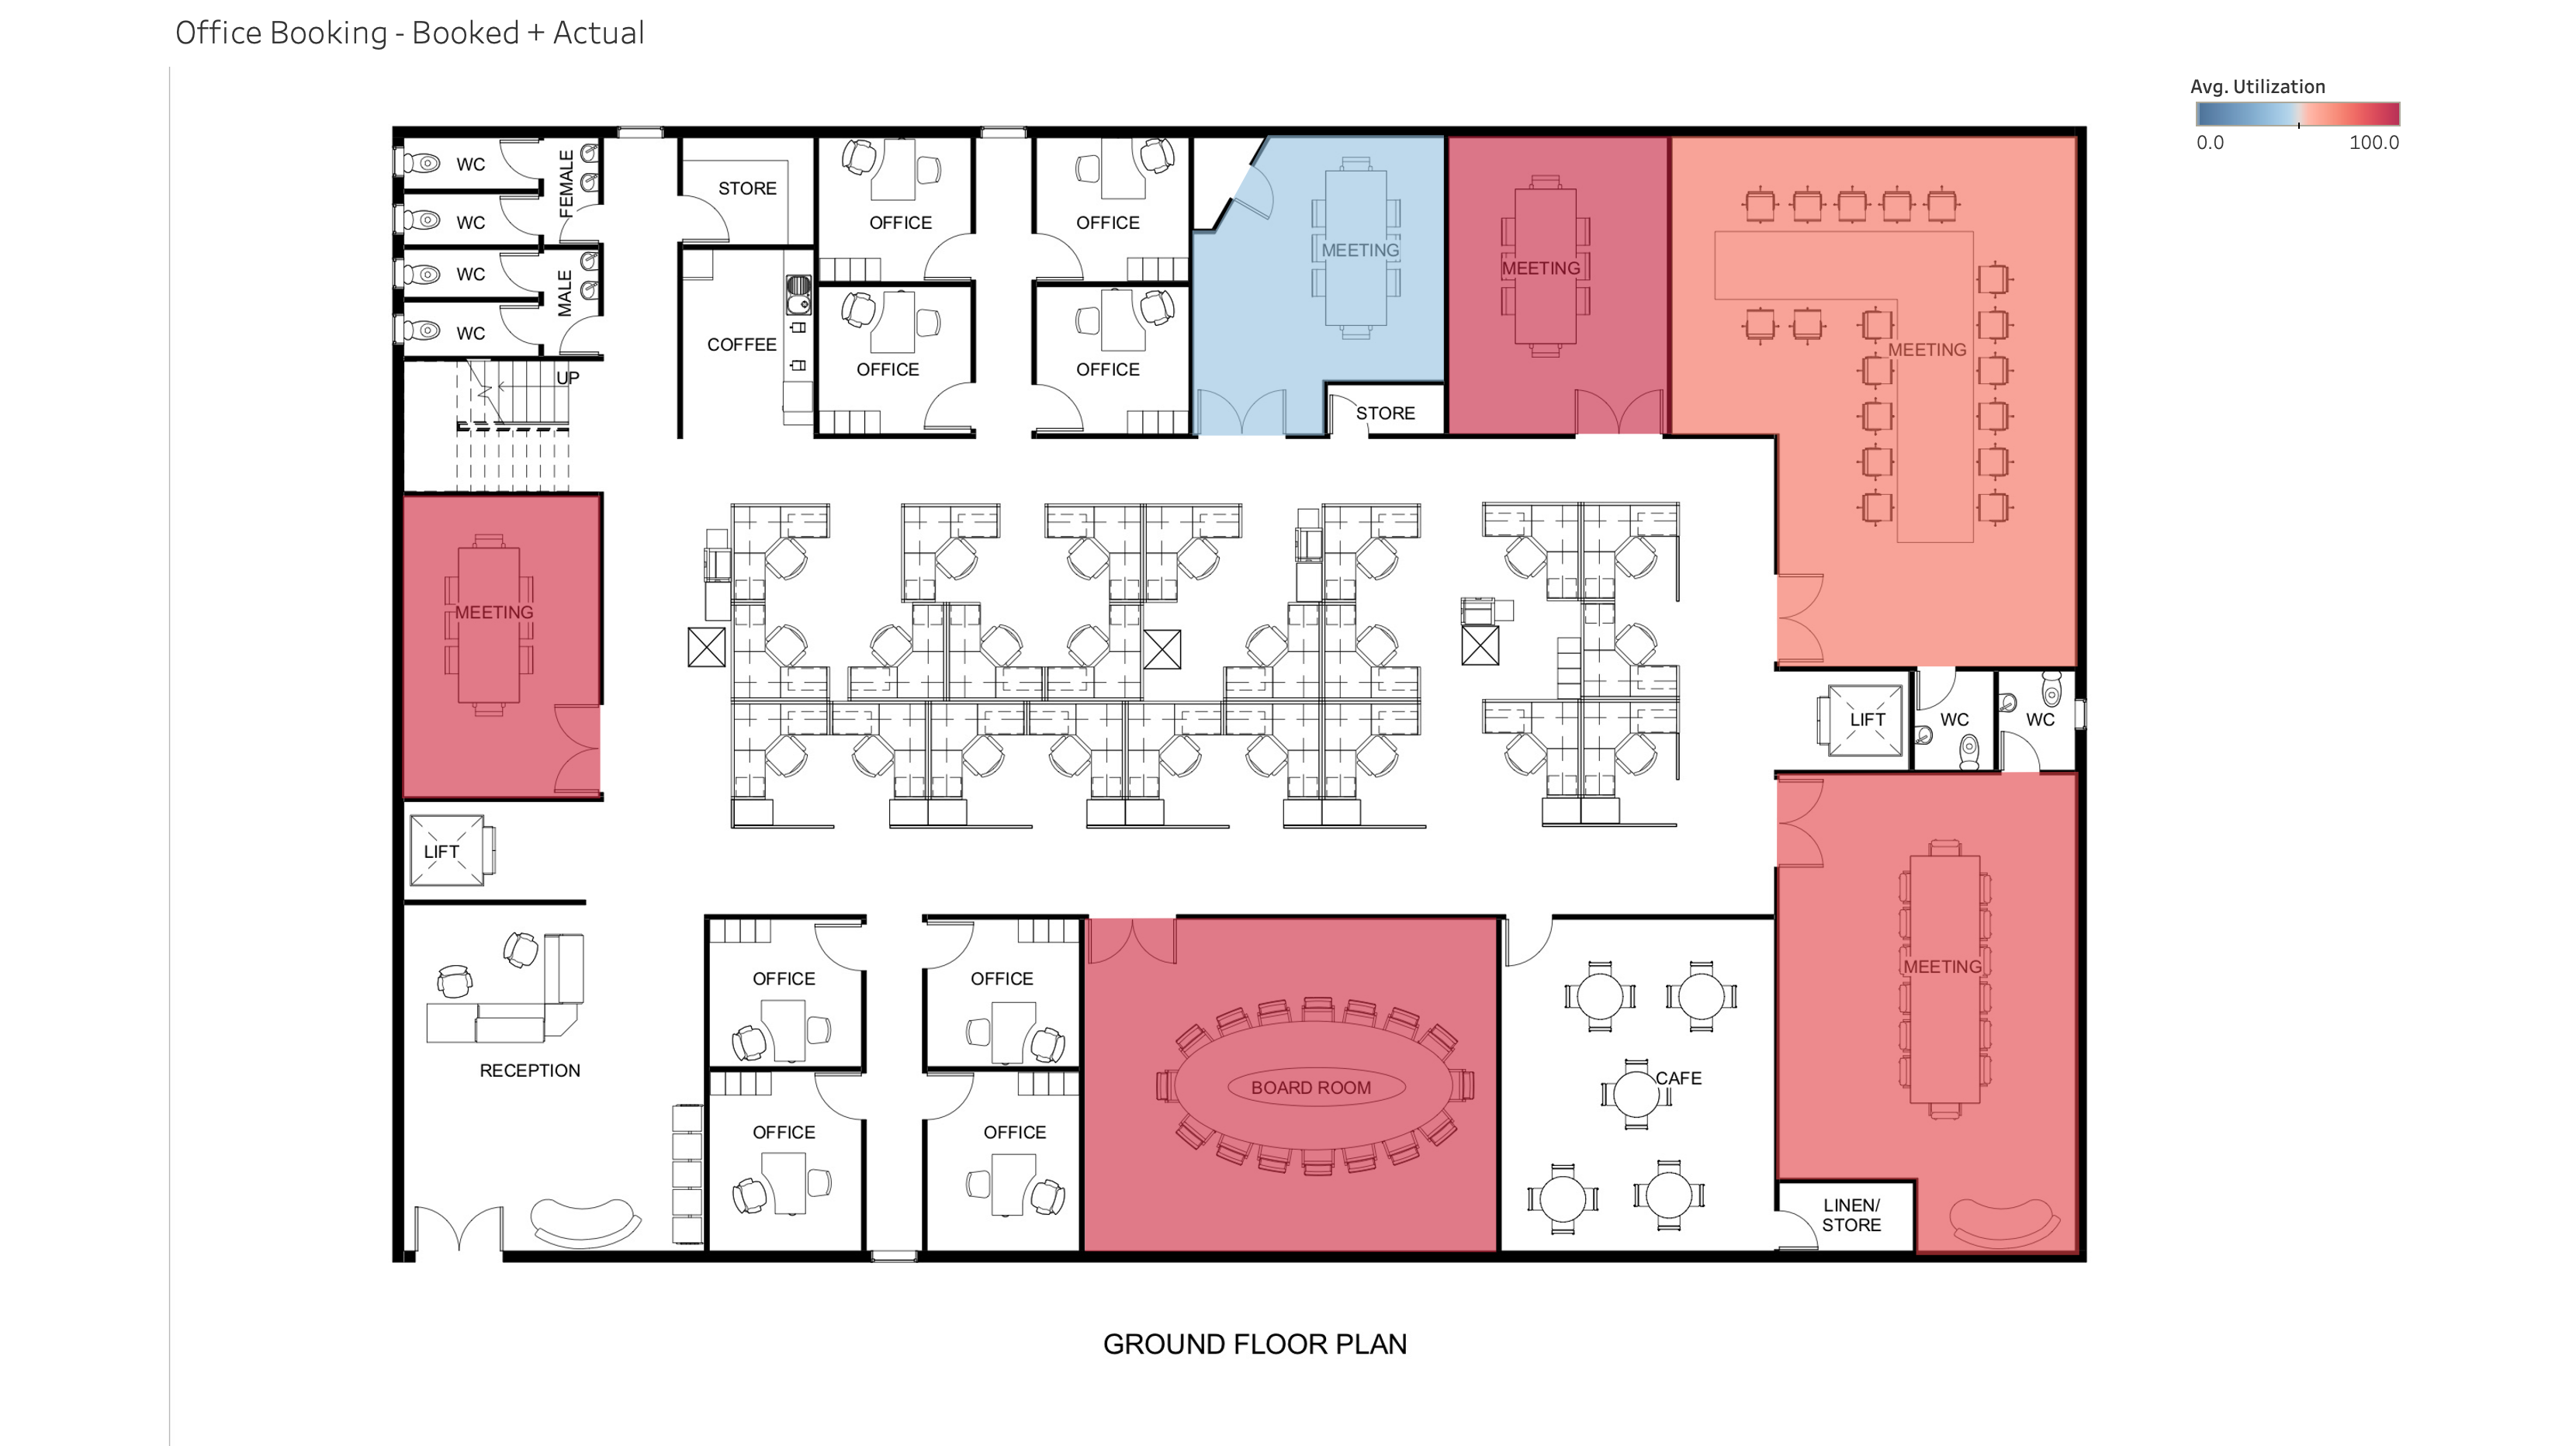 Office Booking - Booked + Actual
Avg. Utilization
0.0 100.0
WC
FEMALE
STORE
OFFICE
OFFICE
WC
MEETING
MEETING
WC
MALE
WC
COFFEE
OFFICE
OFFICE
MEETING
UP
STORE
MEETING
LIFT
WC
WC
LIFT
OFFICE
OFFICE
MEETING
RECEPTION
BOARD ROOM
CAFE
OFFICE
OFFICE
LINEN/
STORE
GROUND FLOOR PLAN